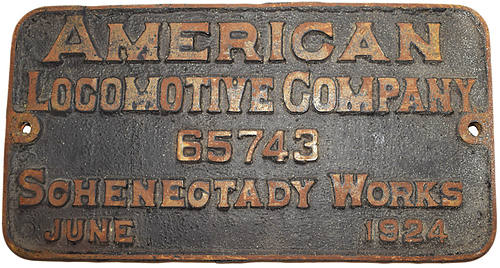 AMERICAN
LOCOMOTIVE COMPANY
65743
SCHENECTADY WORKS
JUNE 1924